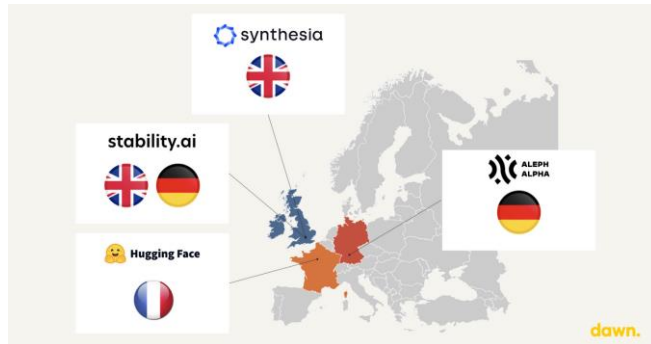 synthesia
stability.ai
ALEPH
ALPHA
Hugging Face
dawn.